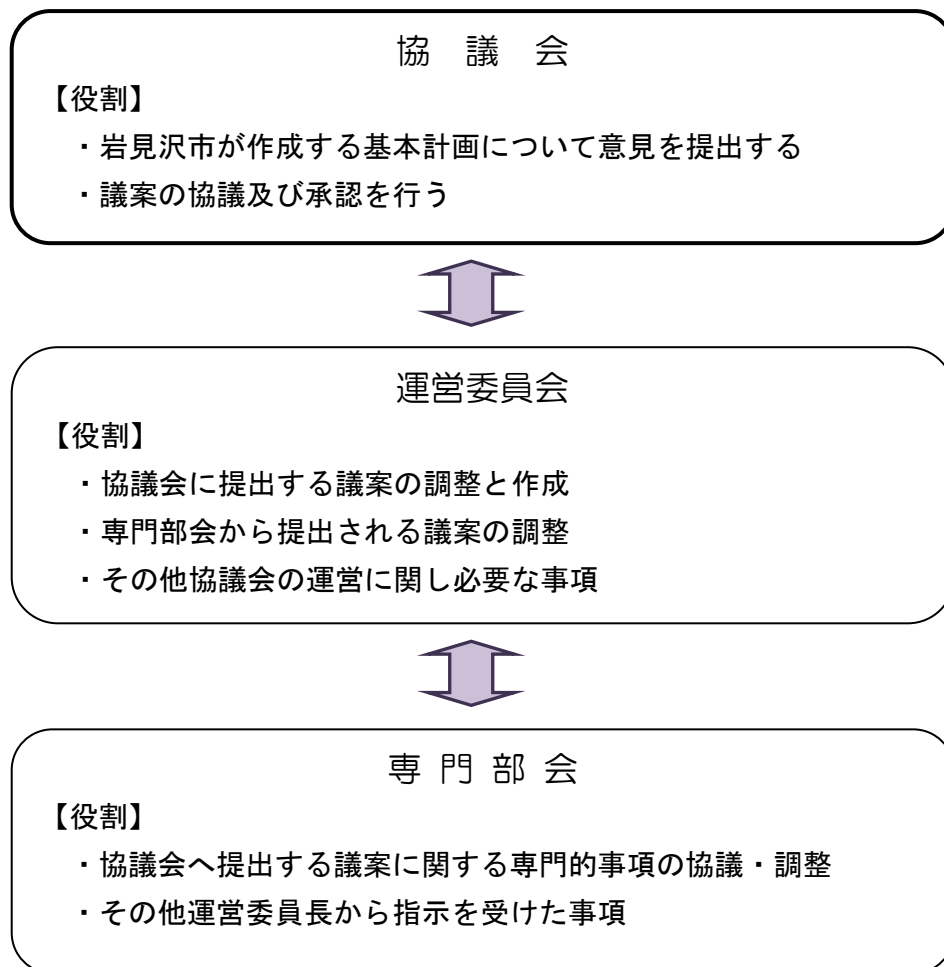 協 議 会
【役割】
・岩見沢市が作成する基本計画について意見を提出する
・議案の協議及び承認を行う
運営委員会
【役割】
・協議会に提出する議案の調整と作成
・専門部会から提出される議案の調整
・その他協議会の運営に関し必要な事項
専 門 部 会
【役割】
・協議会へ提出する議案に関する専門的事項の協議・調整
・その他運営委員長から指示を受けた事項